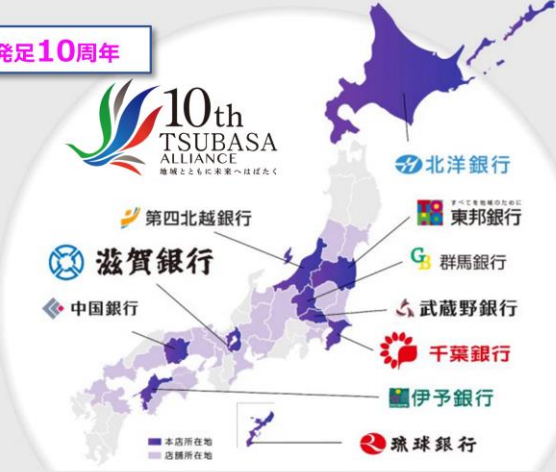 発足10周年
10th
TSUBASA
ALLIANCE
地域とともに未来へはばたく
北洋銀行
すべてを地域のために
TOHO 東邦銀行
第四北越銀行
滋賀銀行
GB 群馬銀行
中国銀行
武蔵野銀行
千葉銀行
伊予銀行
琉球銀行
本店所在地
店舗所在地